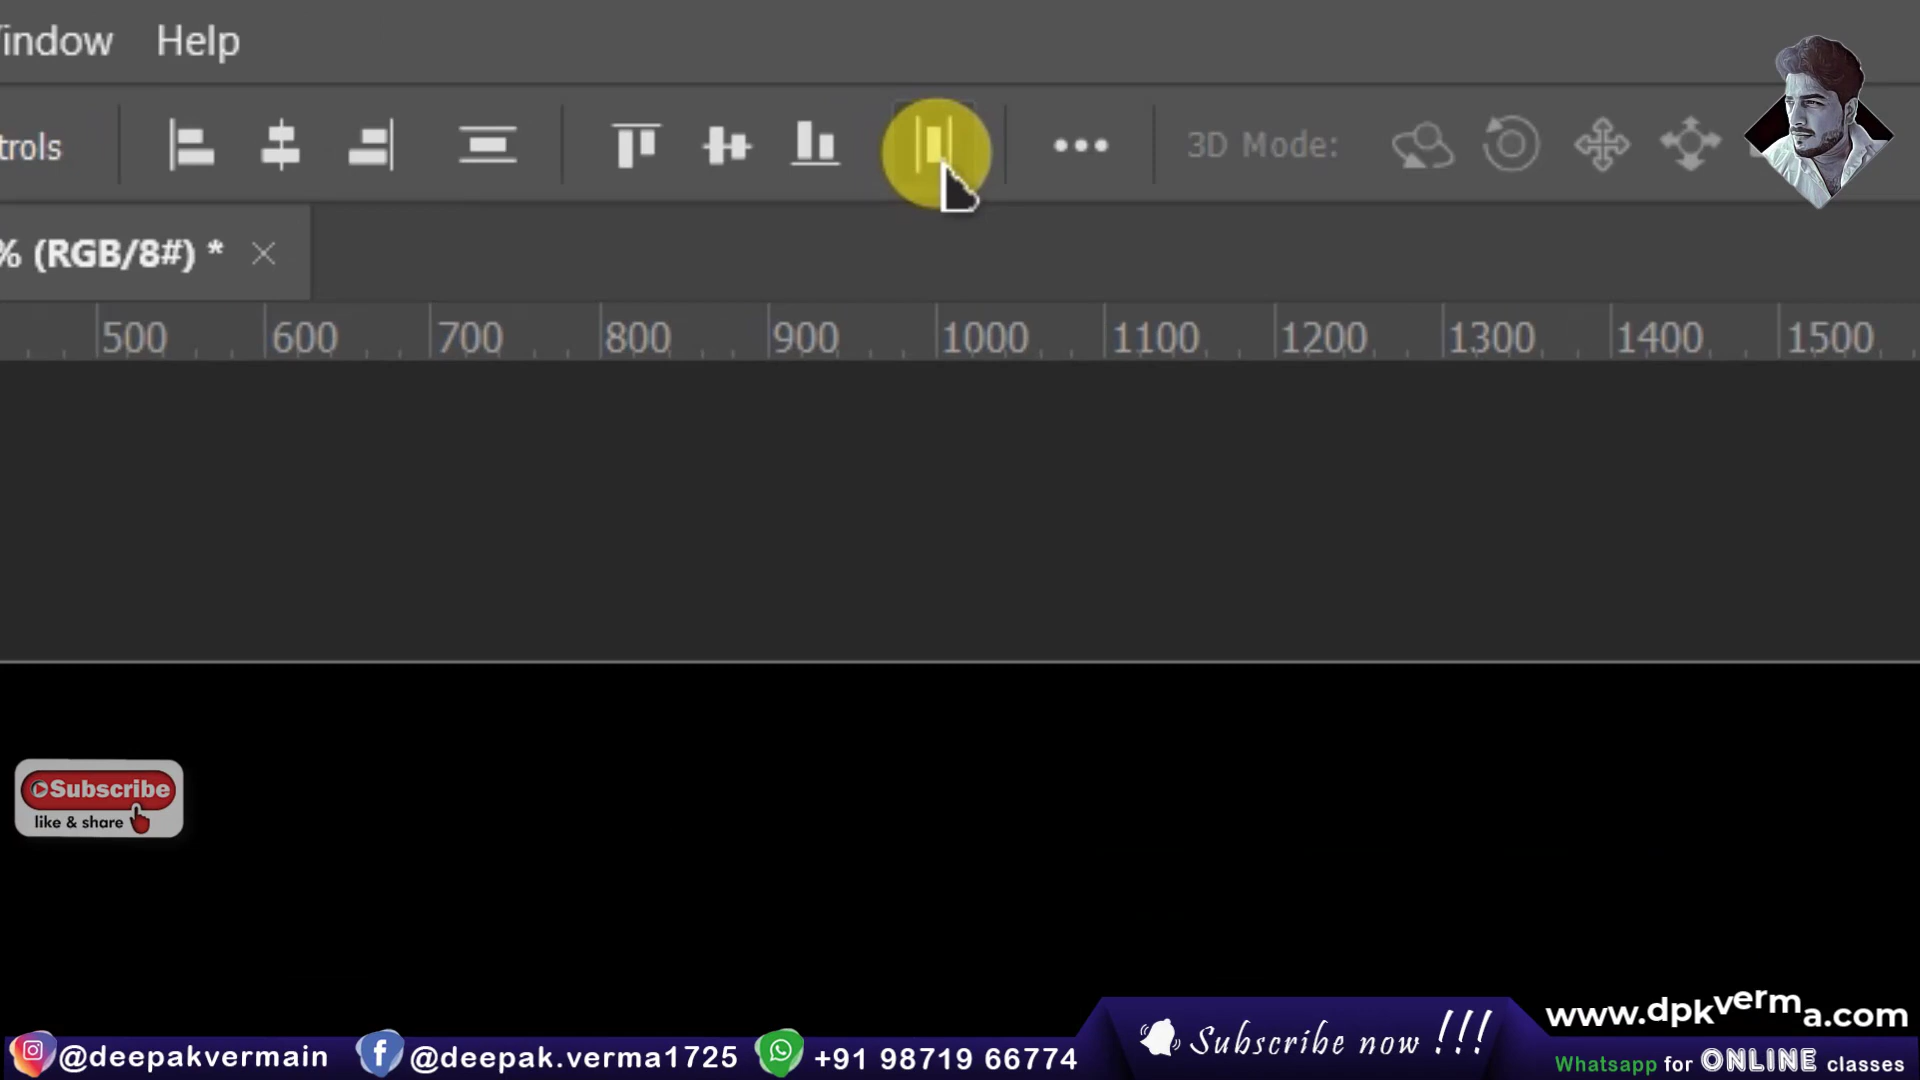 indow Help
trols
3D Mode:
% (RGB/8#) *
500 600 700 800 900 1000 1100 1200 1300 1400 1500
Subscribe
like & share
@deepakvermain @deepak.verma1725 +91 98719 66774
Subscribe now !!!
www.dpkverma.com
Whatsapp for ONLINE classes